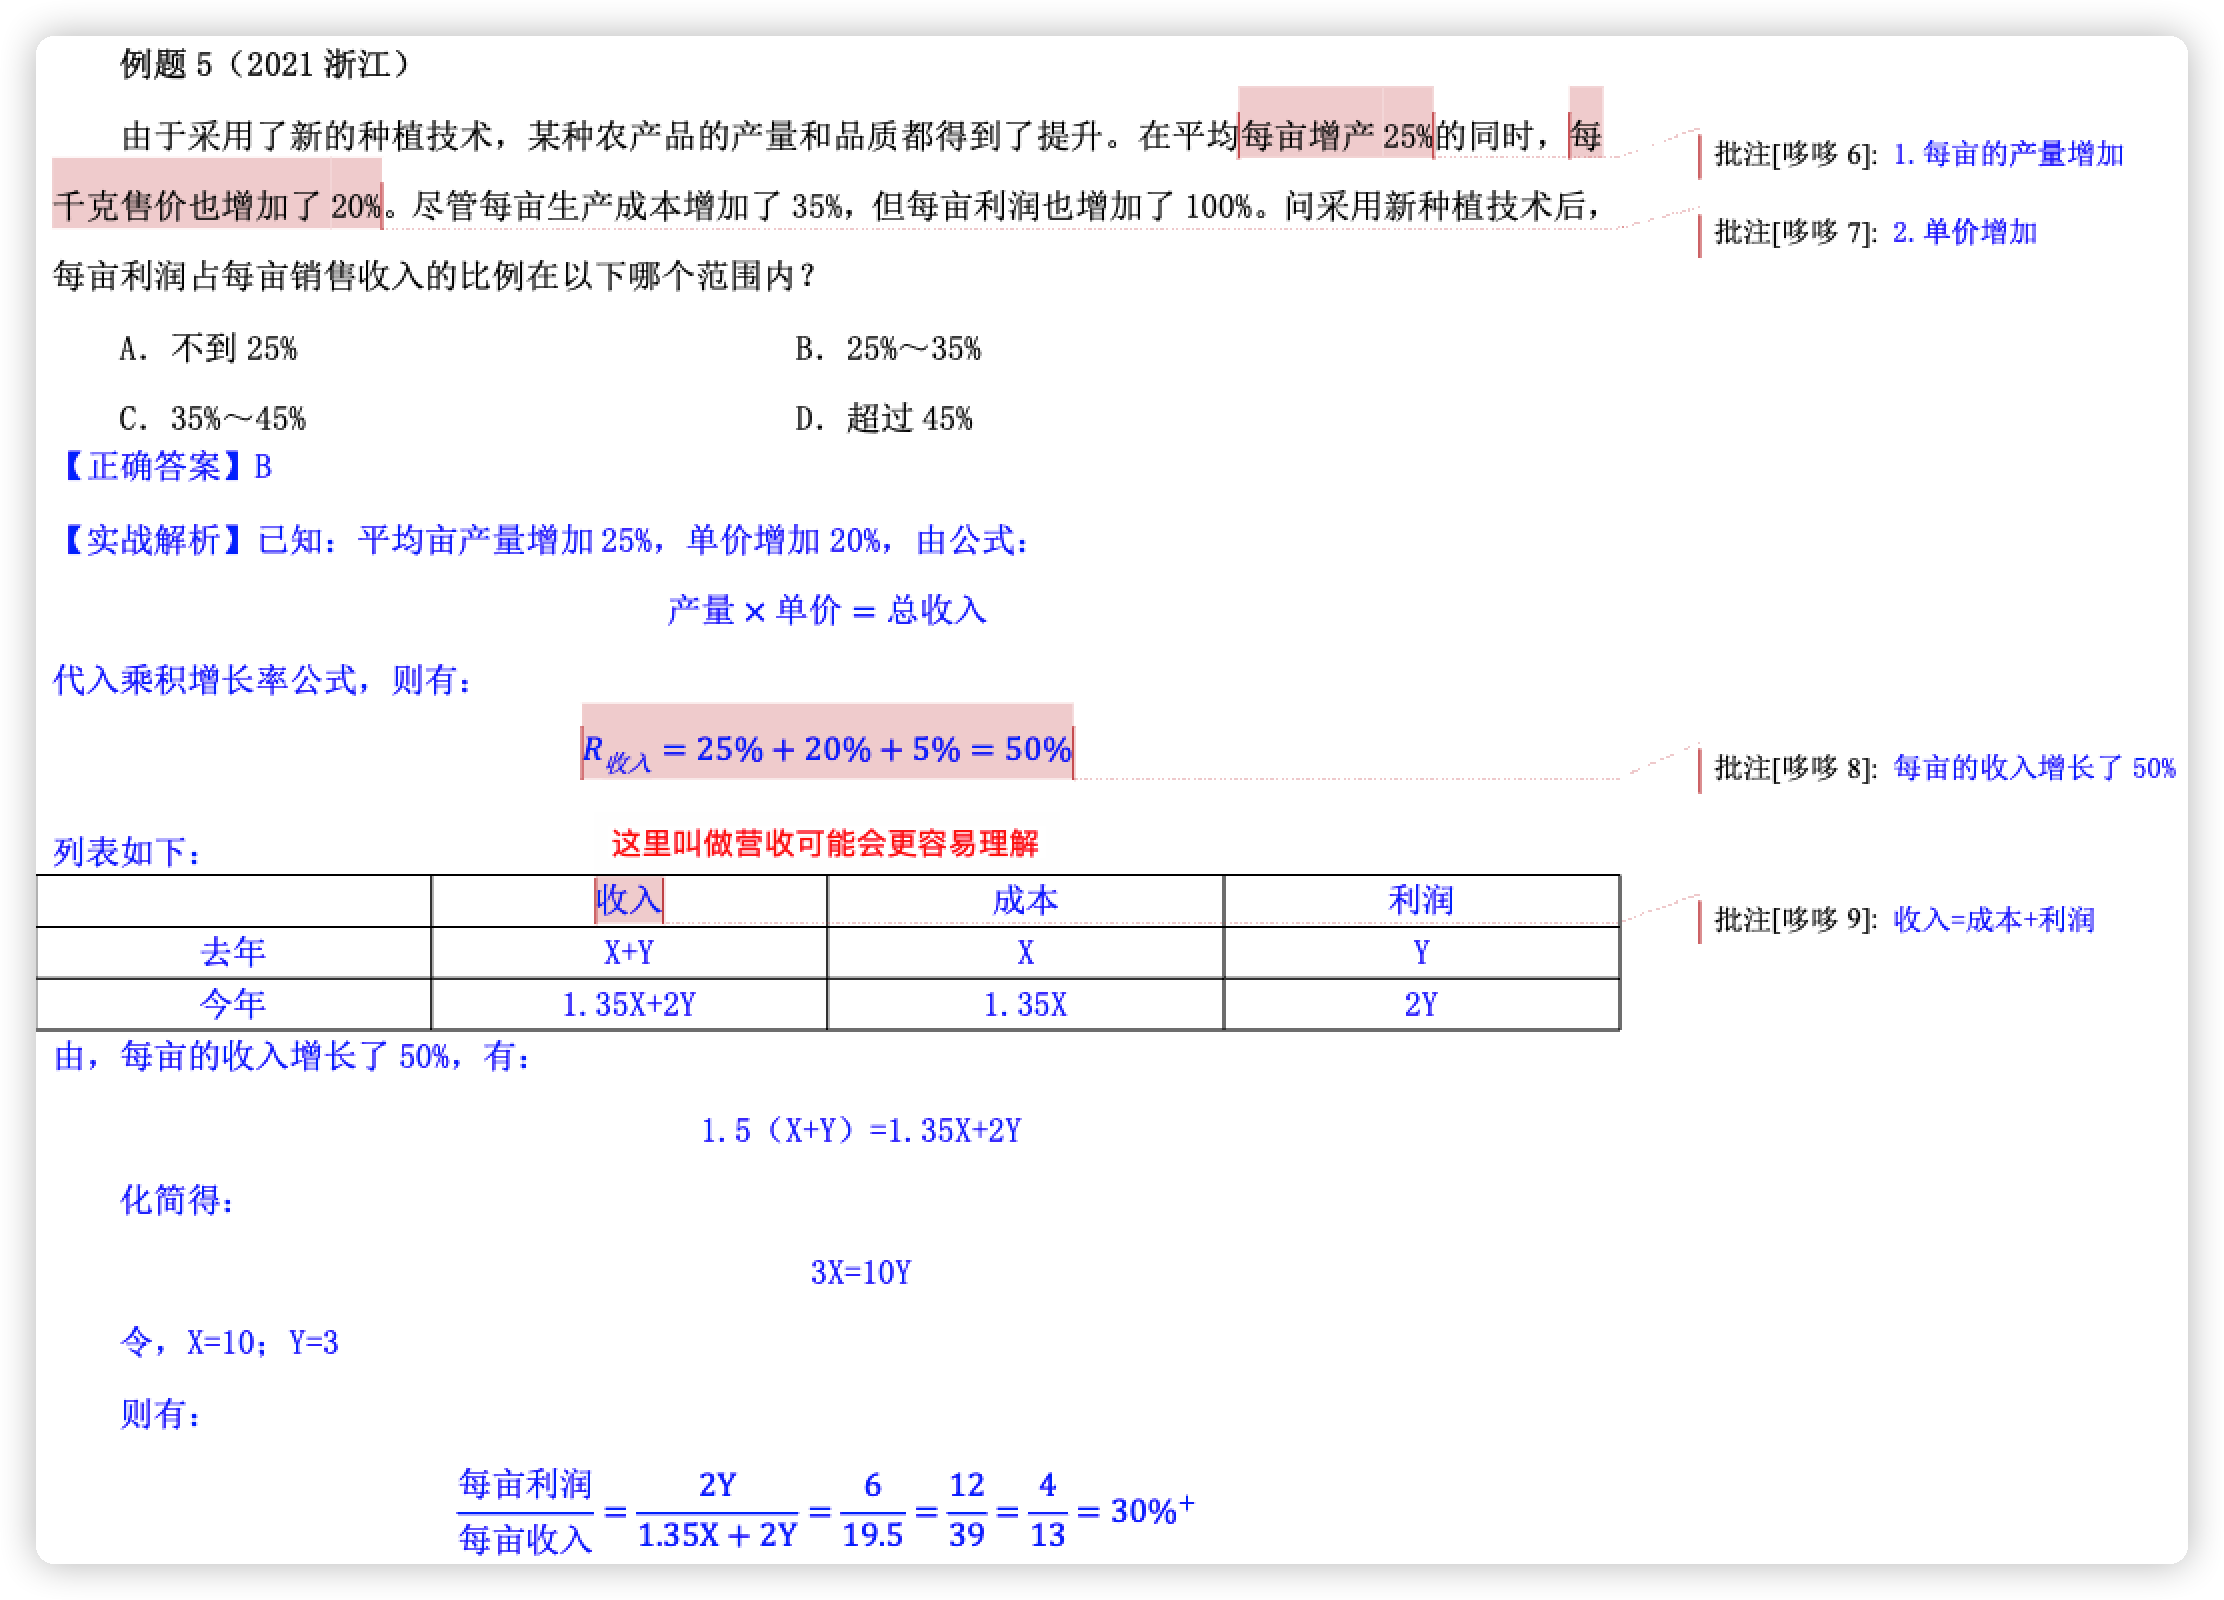 例题 5（2021 浙江）
由于采用了新的种植技术，某种农产品的产量和品质都得到了提升。在平均每亩增产 25%的同时，每
千克售价也增加了 20%。尽管每亩生产成本增加了 35%，但每亩利润也增加了 100%。问采用新种植技术后，
每亩利润占每亩销售收入的比例在以下哪个范围内？
批注[哆哆 6]: 1. 每亩的产量增加
批注[哆哆 7]: 2. 单价增加
A. 不到 25% B. 25%～35%
C. 35%～45% D. 超过 45%
【正确答案】B
【实战解析】已知：平均亩产量增加 25%，单价增加 20%，由公式：
产量 × 单价 = 总收入
代入乘积增长率公式，则有：
R收入 = 25% + 20% + 5% = 50%
批注[哆哆 8]: 每亩的收入增长了 50%
这里叫做营收可能会更容易理解
列表如下：
收入 成本 利润
批注[哆哆 9]: 收入=成本+利润
去年 X+Y X Y
今年 1.35X+2Y 1.35X 2Y
由，每亩的收入增长了 50%，有：
1.5（X+Y）=1.35X+2Y
化简得：
3X=10Y
令，X=10；Y=3
则有：
每亩利润/每亩收入 = 2Y/(1.35X + 2Y) = 6/19.5 = 12/39 = 4/13 = 30%⁺